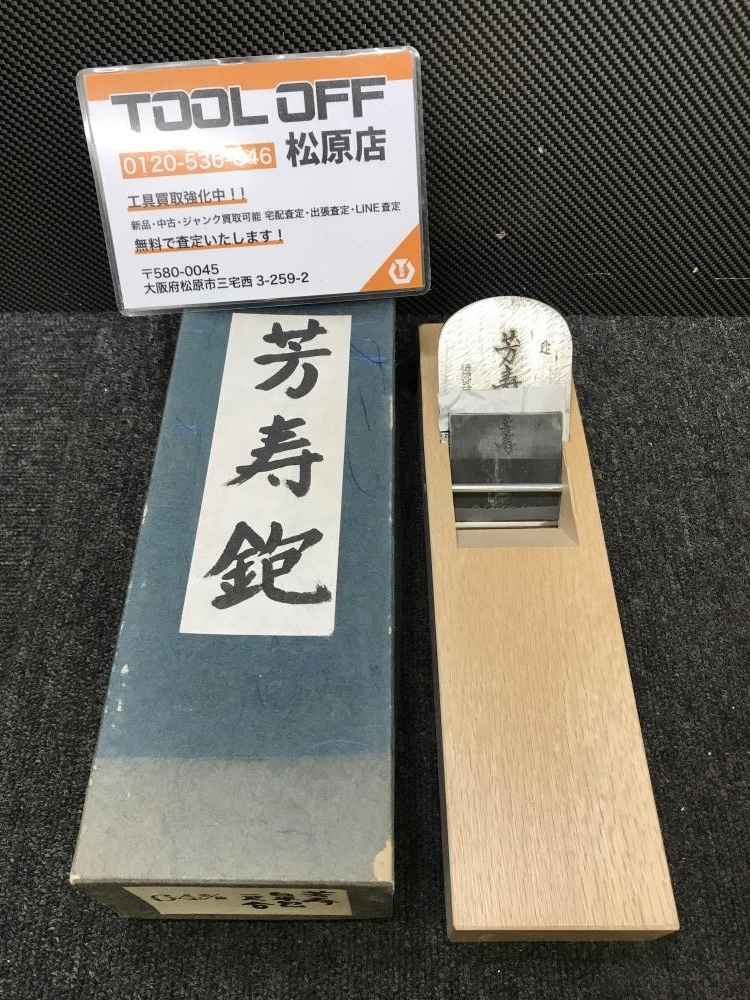 TOOL OFF
0120-536-646 松原店
工具買取強化中！！
新品・中古・ジャンク買取可能 宅配査定・出張査定・LINE査定
無料で査定いたします！
〒580-0045
大阪府松原市三宅西 3-259-2
芳寿鉋
芳寿
芳寿